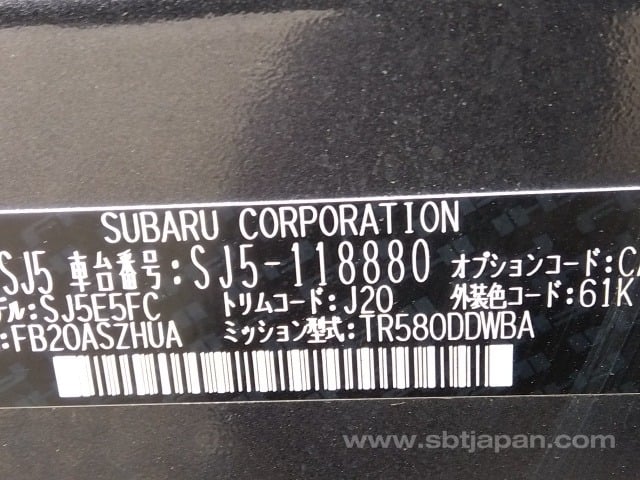 SUBARU CORPORATION
SJ5 車台番号:SJ5-118880 オプションコード:CA
デル:SJ5E5FC トリムコード:J20 外装色コード:61K
:FB20ASZHUA ミッション型式:TR580DDWBA
www.sbtjapan.com